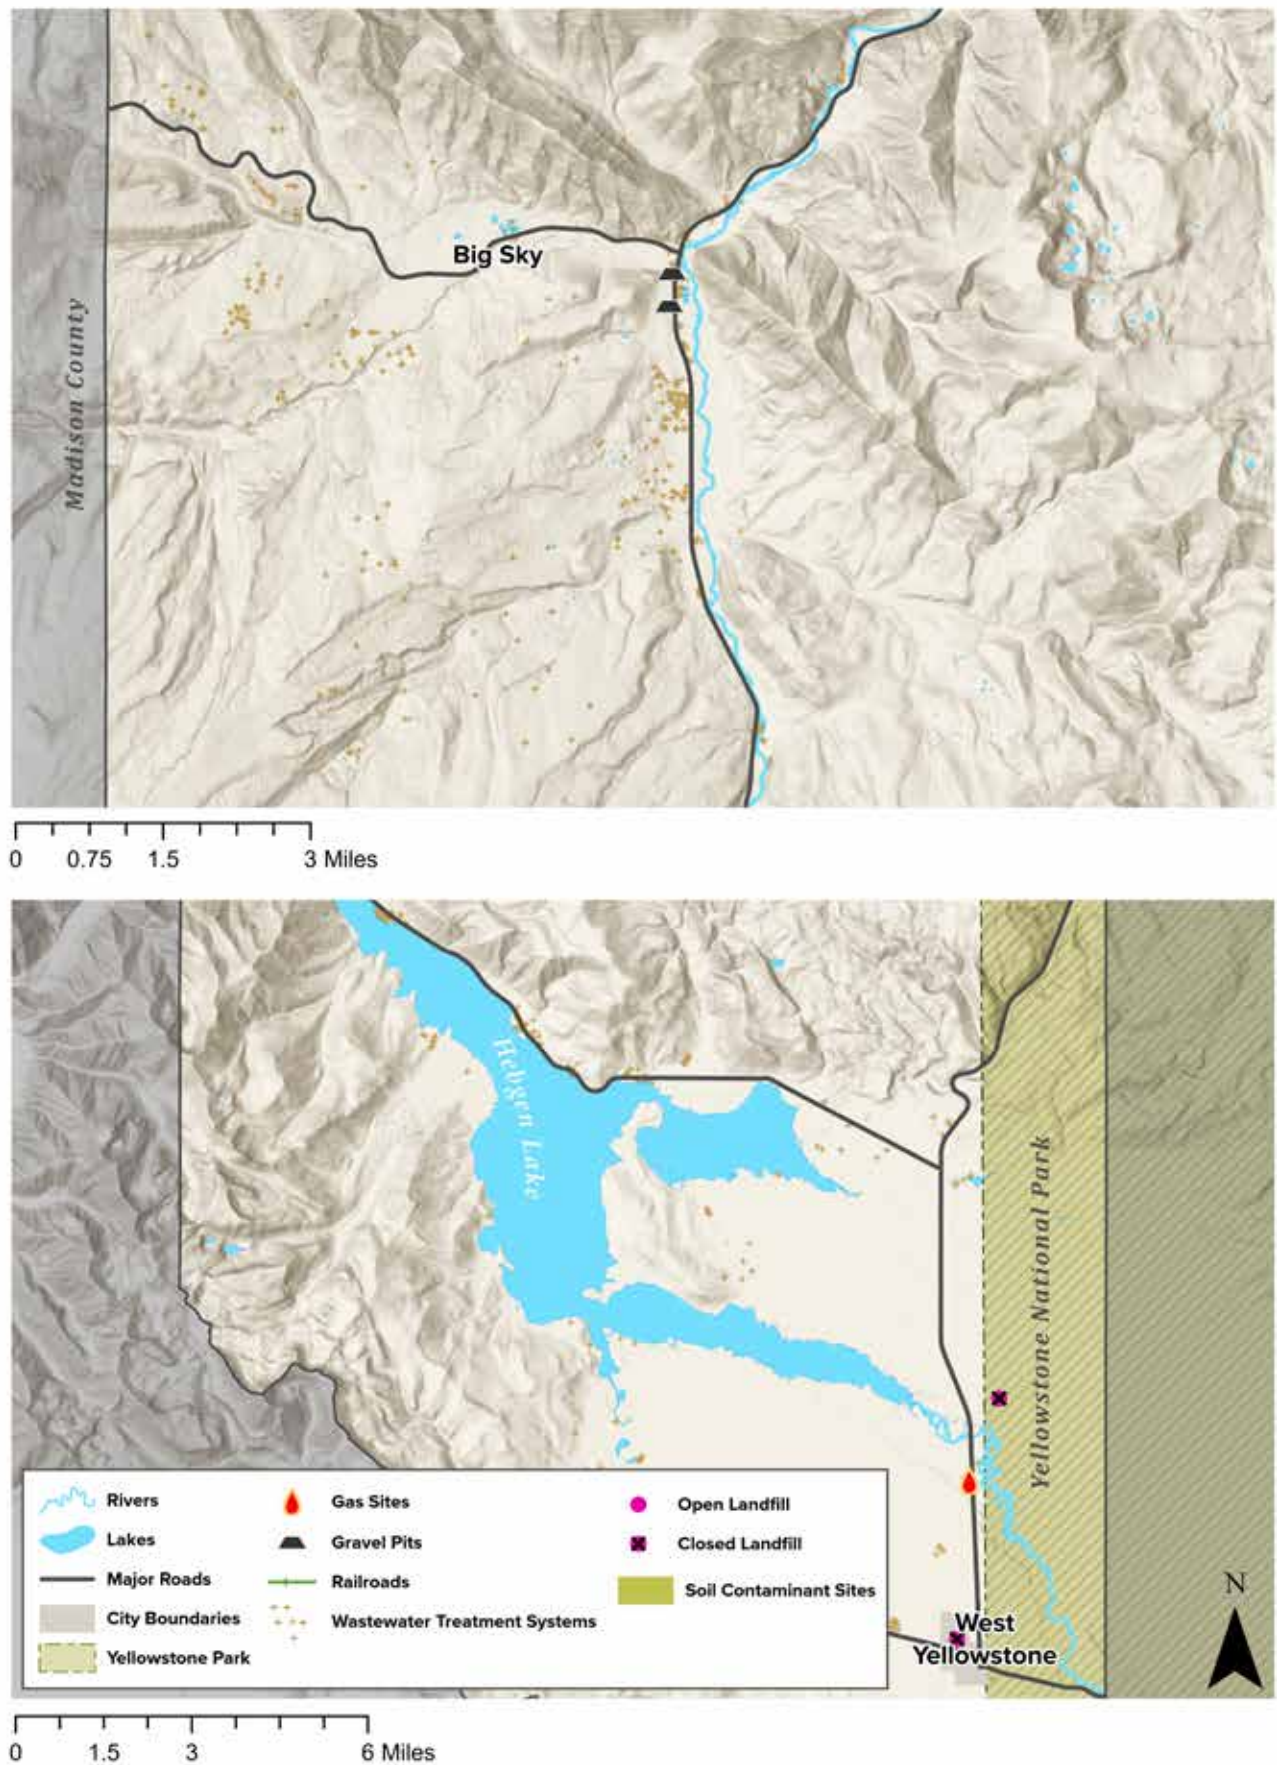 Big Sky
Madison County
0 0.75 1.5 3 Miles
Hebgen Lake
Yellowstone National Park
Rivers
Lakes
Major Roads
City Boundaries
Yellowstone Park
Gas Sites
Gravel Pits
Railroads
Wastewater Treatment Systems
Open Landfill
Closed Landfill
Soil Contaminant Sites
West
Yellowstone
N
0 1.5 3 6 Miles